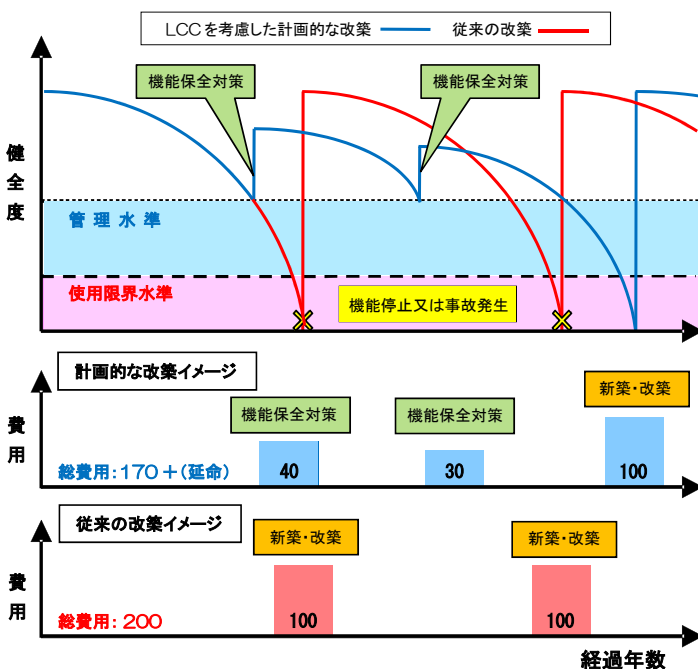 LCCを考慮した計画的な改築
従来の改築
機能保全対策
機能保全対策
健全度
管理水準
使用限界水準
機能停止又は事故発生
計画的な改築イメージ
新築・改築
機能保全対策
機能保全対策
費用
総費用:170+(延命)
40
30
100
従来の改築イメージ
新築・改築
新築・改築
費用
総費用:200
100
100
経過年数